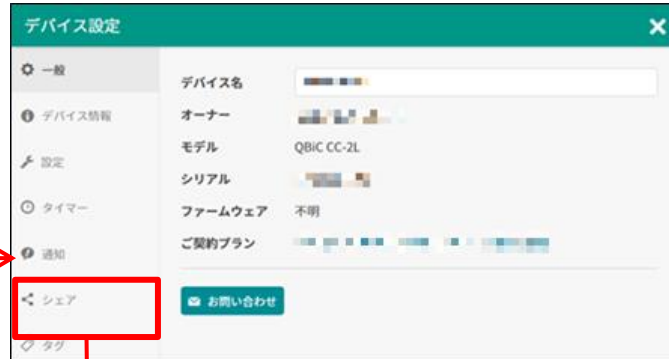 デバイス設定
一般
デバイス情報
設定
タイマー
通知
シェア
タグ
デバイス名
オーナー
モデル QBiC CC-2L
シリアル
ファームウェア 不明
ご契約プラン
お問い合わせ